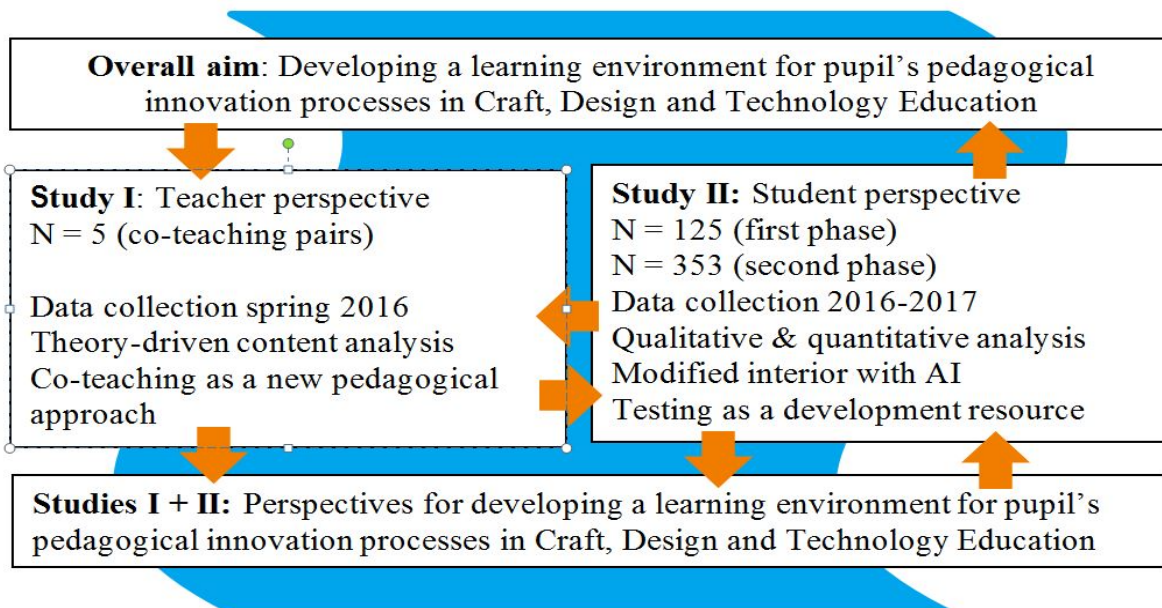 Overall aim: Developing a learning environment for pupil's pedagogical
innovation processes in Craft, Design and Technology Education
Study I: Teacher perspective
N = 5 (co-teaching pairs)
Data collection spring 2016
Theory-driven content analysis
Co-teaching as a new pedagogical
approach
Study II: Student perspective
N = 125 (first phase)
N = 353 (second phase)
Data collection 2016-2017
Qualitative & quantitative analysis
Modified interior with AI
Testing as a development resource
Studies I + II: Perspectives for developing a learning environment for pupil's
pedagogical innovation processes in Craft, Design and Technology Education